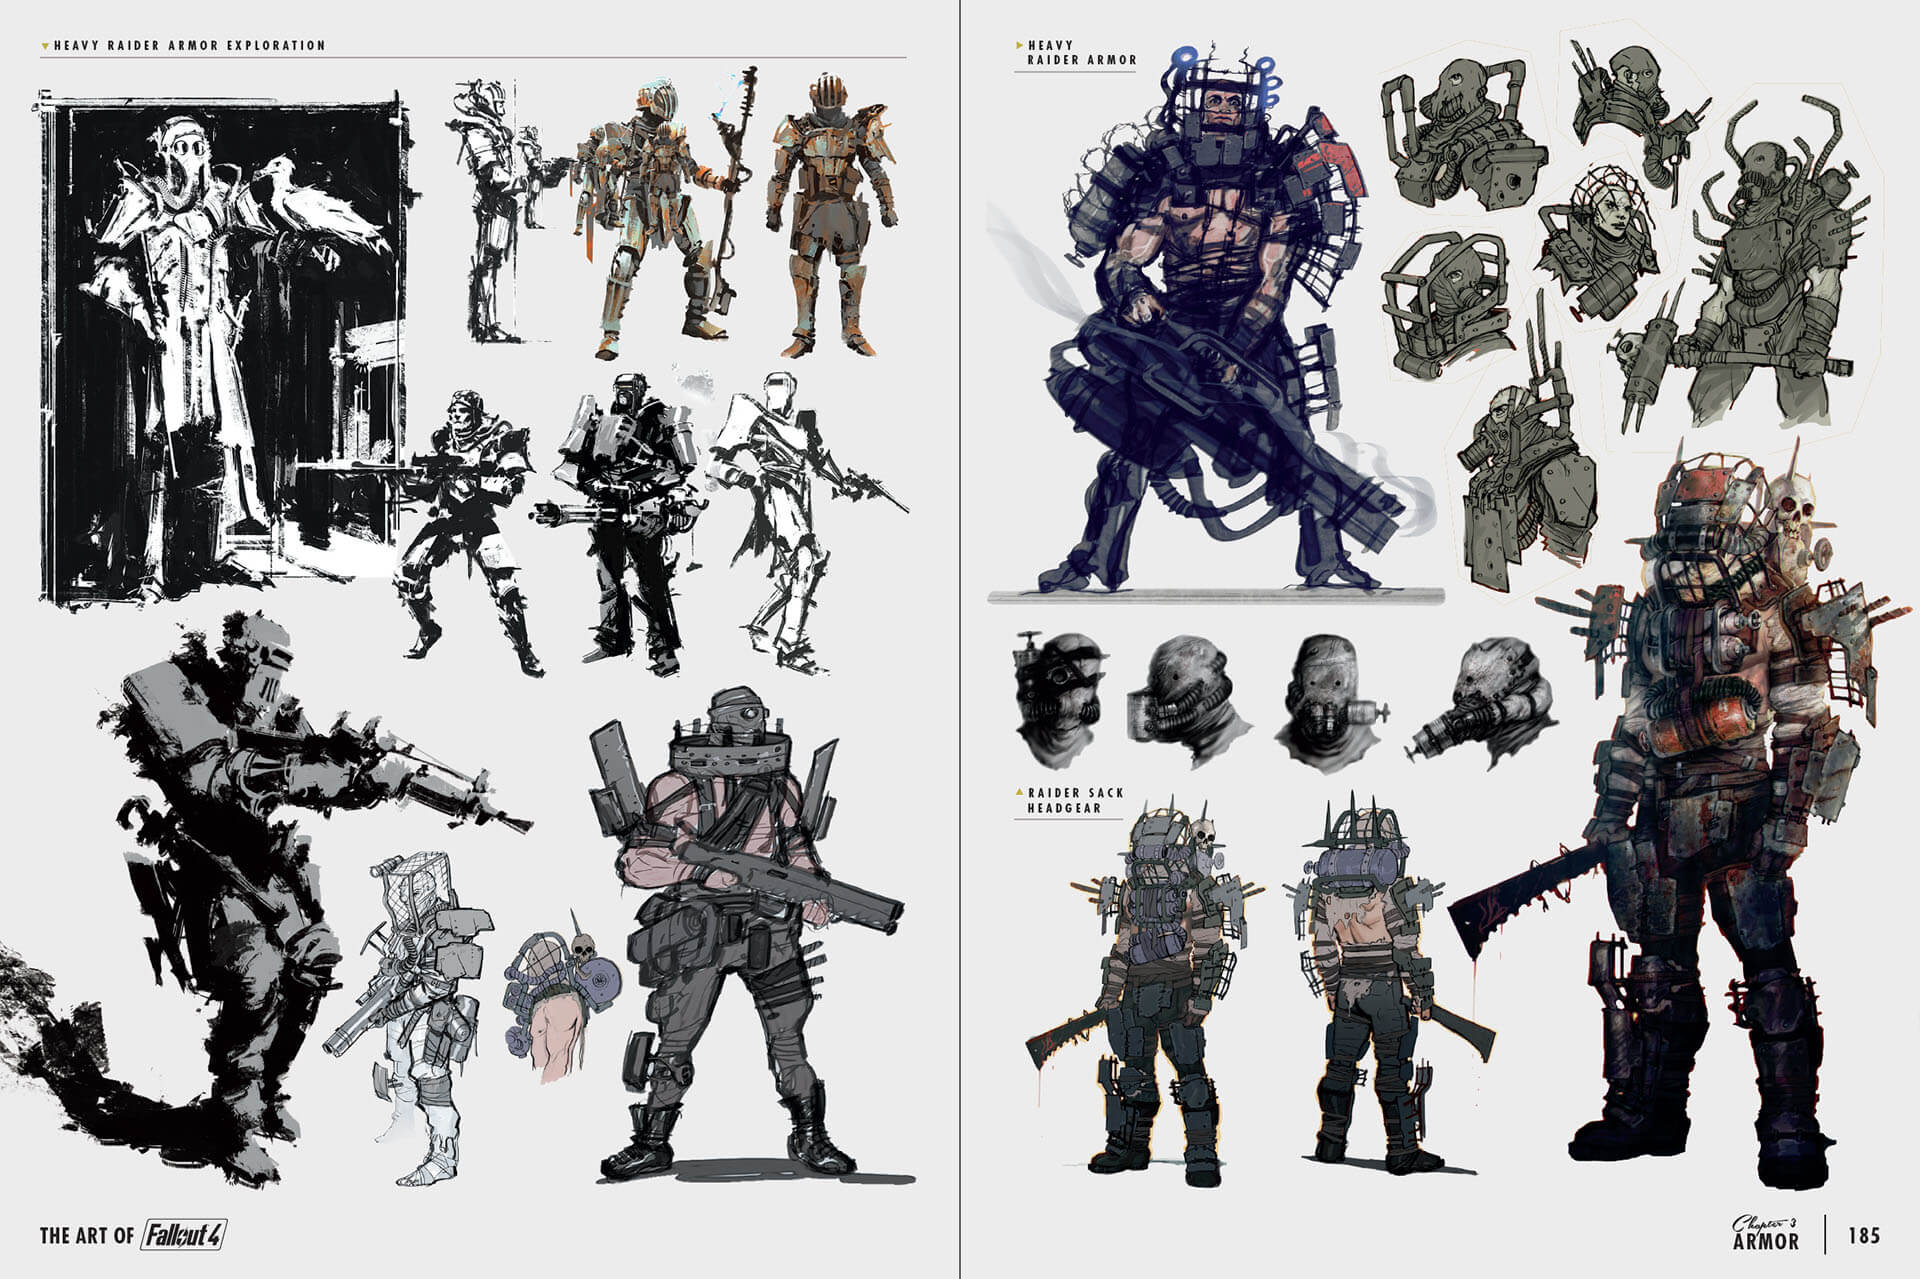 HEAVY RAIDER ARMOR EXPLORATION
HEAVY
RAIDER ARMOR
RAIDER SACK
HEADGEAR
THE ART OF Fallout 4
Chapter 3
ARMOR
185